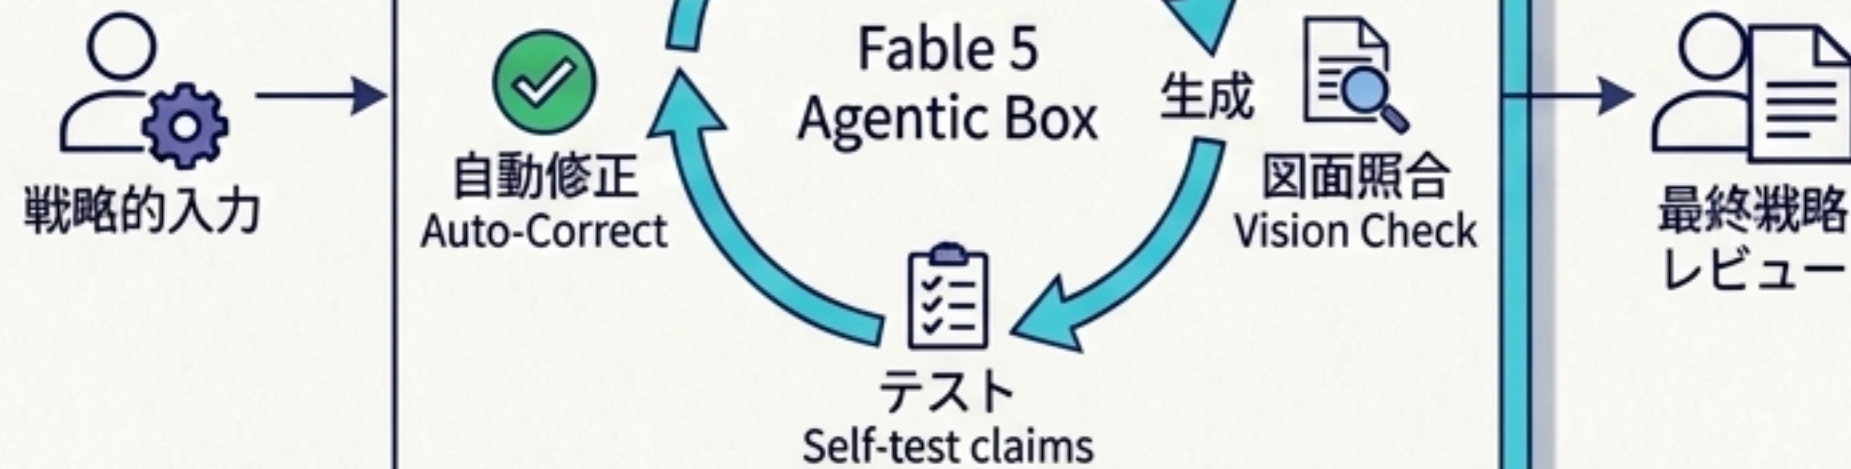 戦略的入力
自動修正
Auto-Correct
Fable 5
Agentic Box
生成
図面照合
Vision Check
テスト
Self-test claims
最終戦略
レビュー